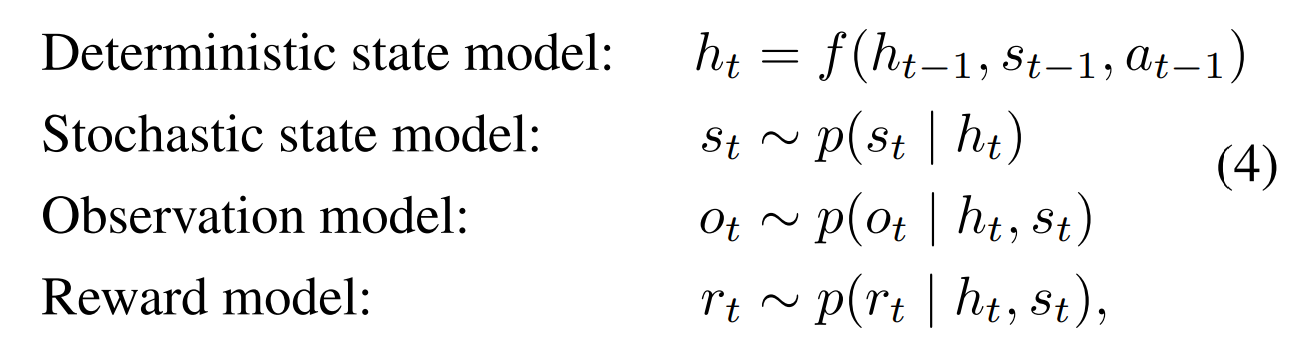 Deterministic state model: h_t = f(h_{t−1}, s_{t−1}, a_{t−1})
Stochastic state model: s_t ∼ p(s_t | h_t)
(4)
Observation model: o_t ∼ p(o_t | h_t, s_t)
Reward model: r_t ∼ p(r_t | h_t, s_t),